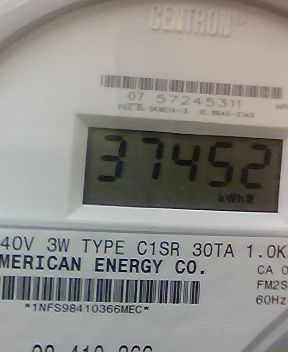 CENTRON
07 57245311
37452
kWh
40V 3W TYPE C1SR 30TA 1.0K
MERICAN ENERGY CO.
CA 0
FM2S
60Hz
*1NFS98410366MEC*